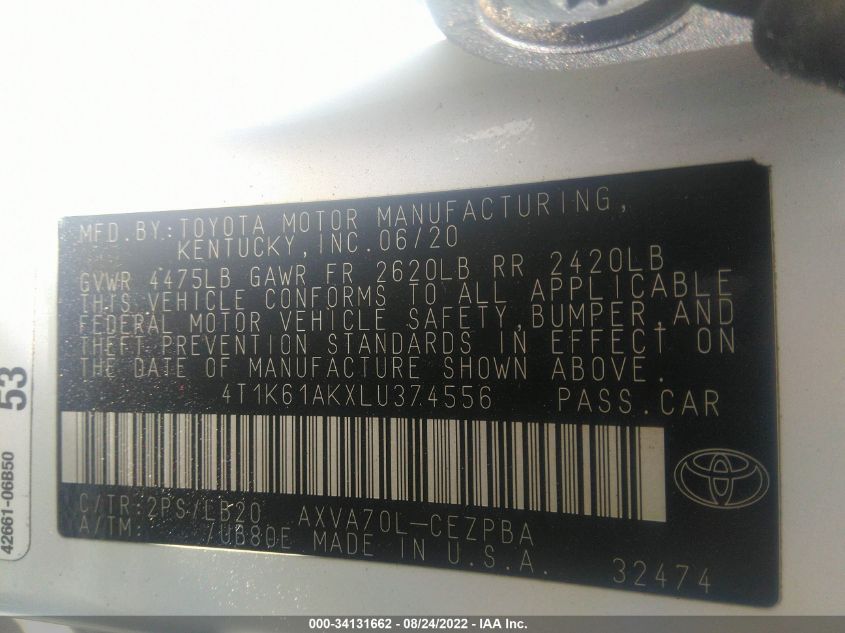 MFD.BY:TOYOTA MOTOR MANUFACTURING,
KENTUCKY,INC.06/20
GVWR 4475LB GAWR FR 2620LB RR 2420LB
THIS VEHICLE CONFORMS TO ALL APPLICABLE
FEDERAL MOTOR VEHICLE SAFETY,BUMPER,AND
THEFT PREVENTION STANDARDS IN EFFECT ON
THE DATE OF MANUFACTURE SHOWN ABOVE.
4T1K61AKXLU374556 PASS.CAR
C/TR:2PS/LB20 AXVA70L-CEZPBA
A/TM: /UB80E MADE IN U.S.A.
32474
53
42661-06B50
000-34131662 - 08/24/2022 - IAA Inc.